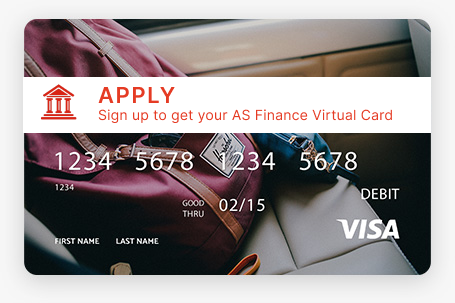 APPLY
Sign up to get your AS Finance Virtual Card
1234 5678 1234 5678
1234
GOOD
THRU
02/15
DEBIT
VISA
FIRST NAME LAST NAME